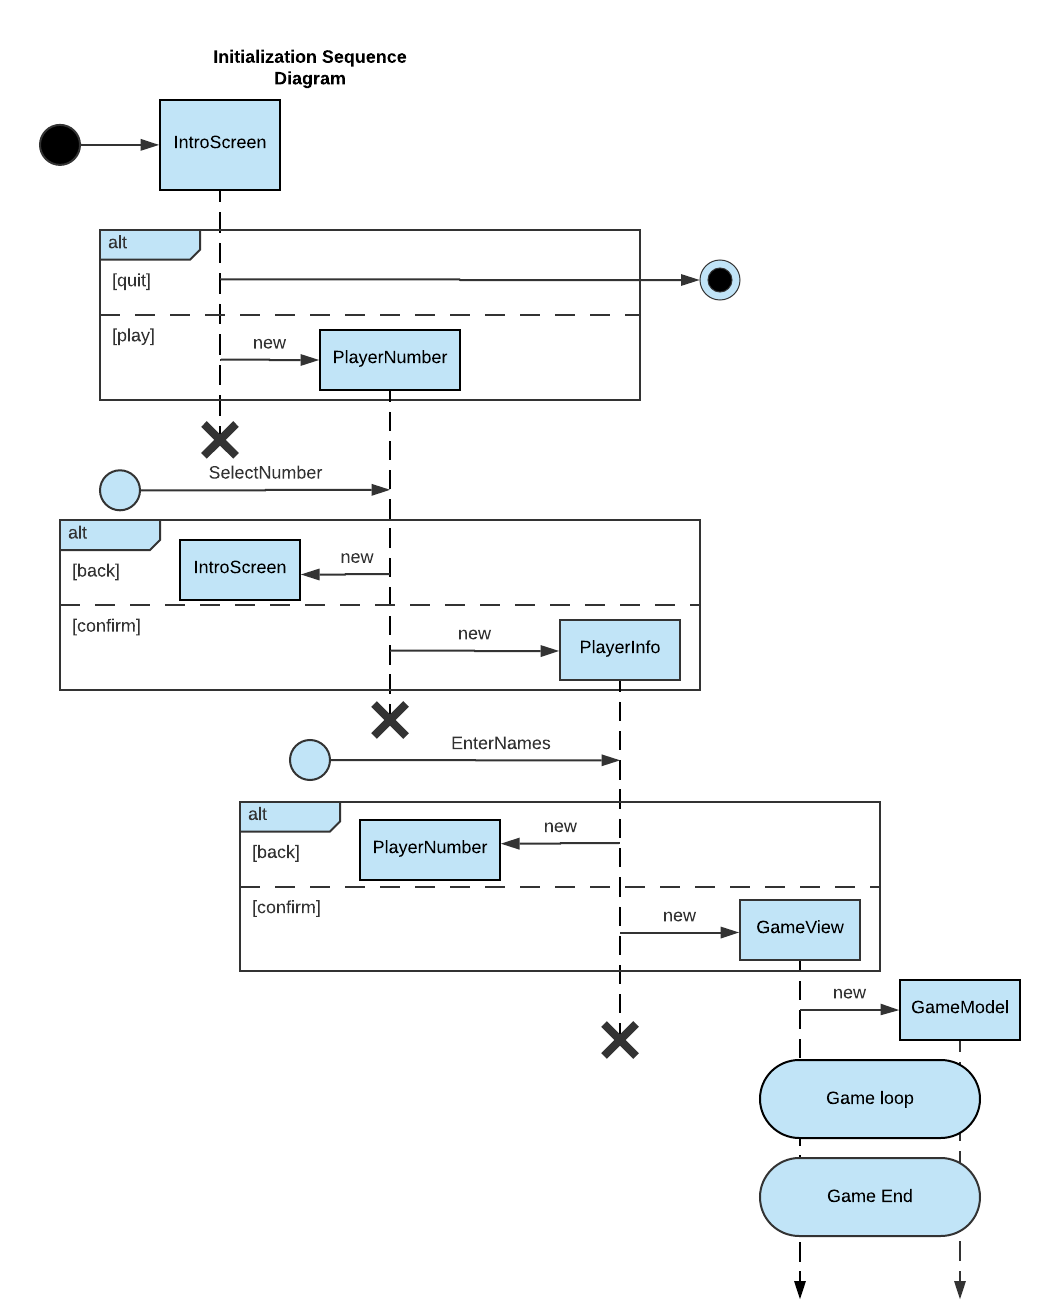 Initialization Sequence
Diagram
IntroScreen
alt
[quit]
[play]
new
PlayerNumber
SelectNumber
alt
[back]
IntroScreen
new
[confirm]
new
PlayerInfo
EnterNames
alt
[back]
PlayerNumber
new
[confirm]
new
GameView
new
GameModel
Game loop
Game End